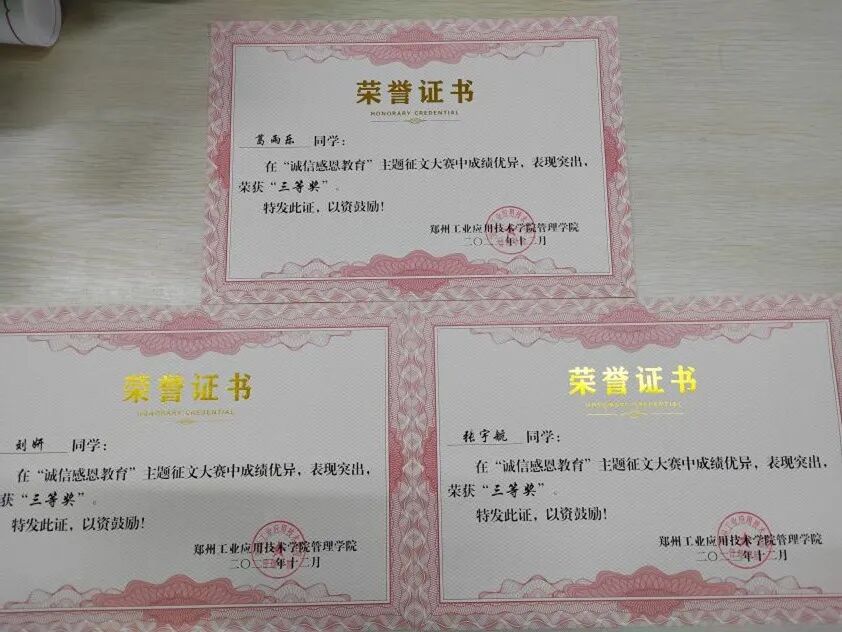 荣誉证书
HONORARY CREDENTIAL
葛雨乐 同学：
在“诚信感恩教育”主题征文大赛中成绩优异，表现突出，
荣获“三等奖”。
特发此证，以资鼓励！
郑州工业应用技术学院管理学院
年十二月
荣誉证书
HONORARY CREDENTIAL
刘妍 同学：
在“诚信感恩教育”主题征文大赛中成绩优异，表现突出，
荣获“三等奖”。
特发此证，以资鼓励！
郑州工业应用技术学院管理学院
年十二月
荣誉证书
HONORARY CREDENTIAL
张宇航 同学：
在“诚信感恩教育”主题征文大赛中成绩优异，表现突出，
荣获“三等奖”。
特发此证，以资鼓励！
郑州工业应用技术学院管理学院
年十二月